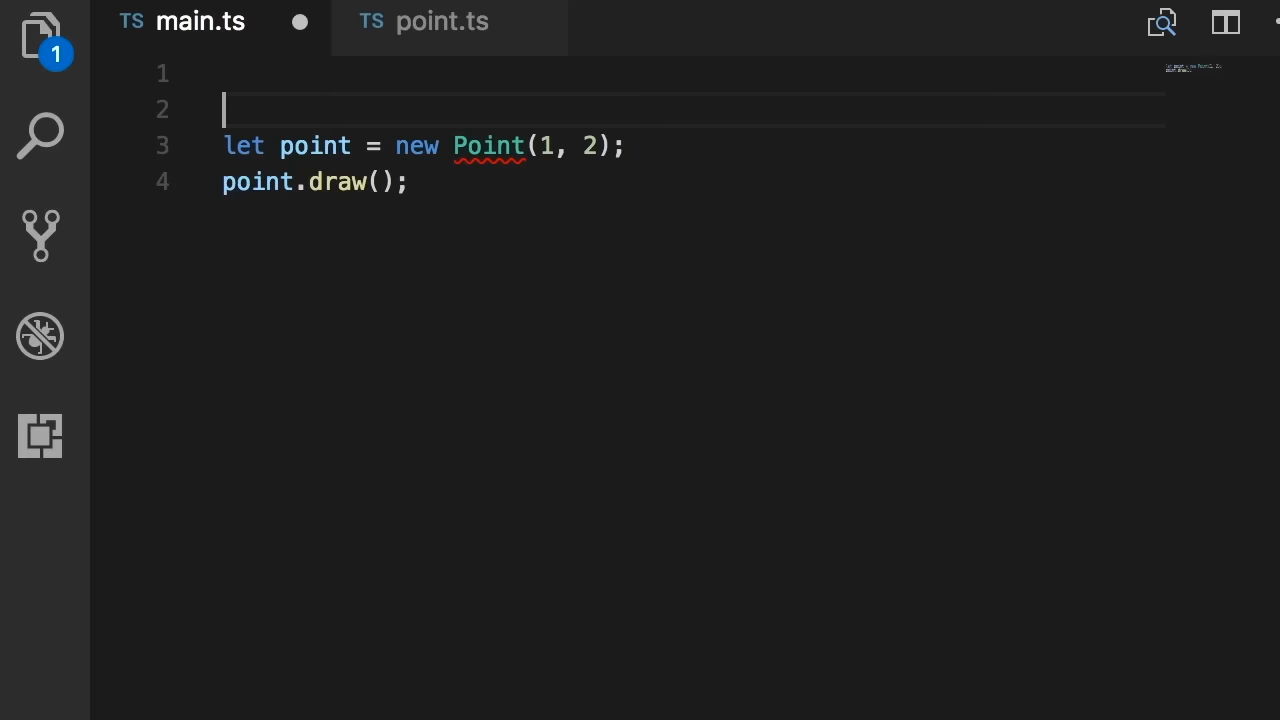 TS main.ts
TS point.ts
1
1
2
3 let point = new Point(1, 2);
4 point.draw();